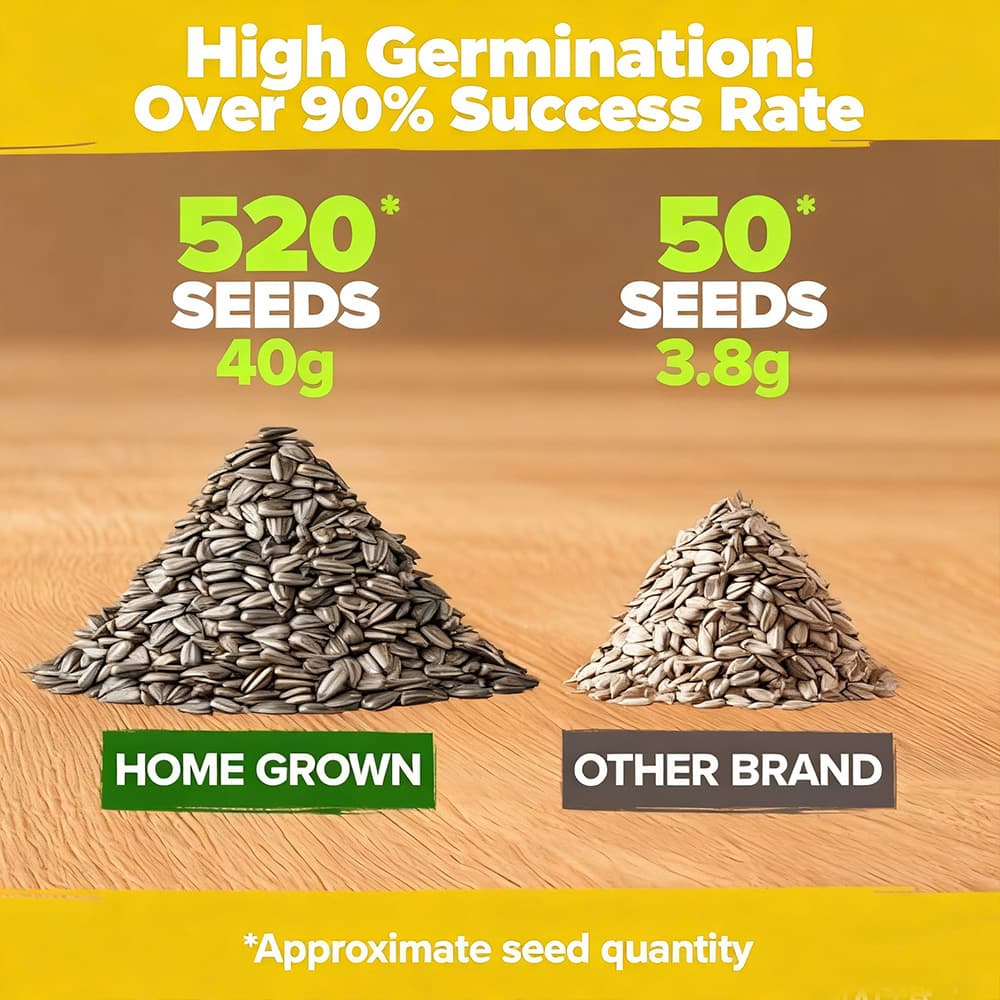 High Germination!
Over 90% Success Rate
520*
SEEDS
40g
50*
SEEDS
3.8g
HOME GROWN
OTHER BRAND
*Approximate seed quantity